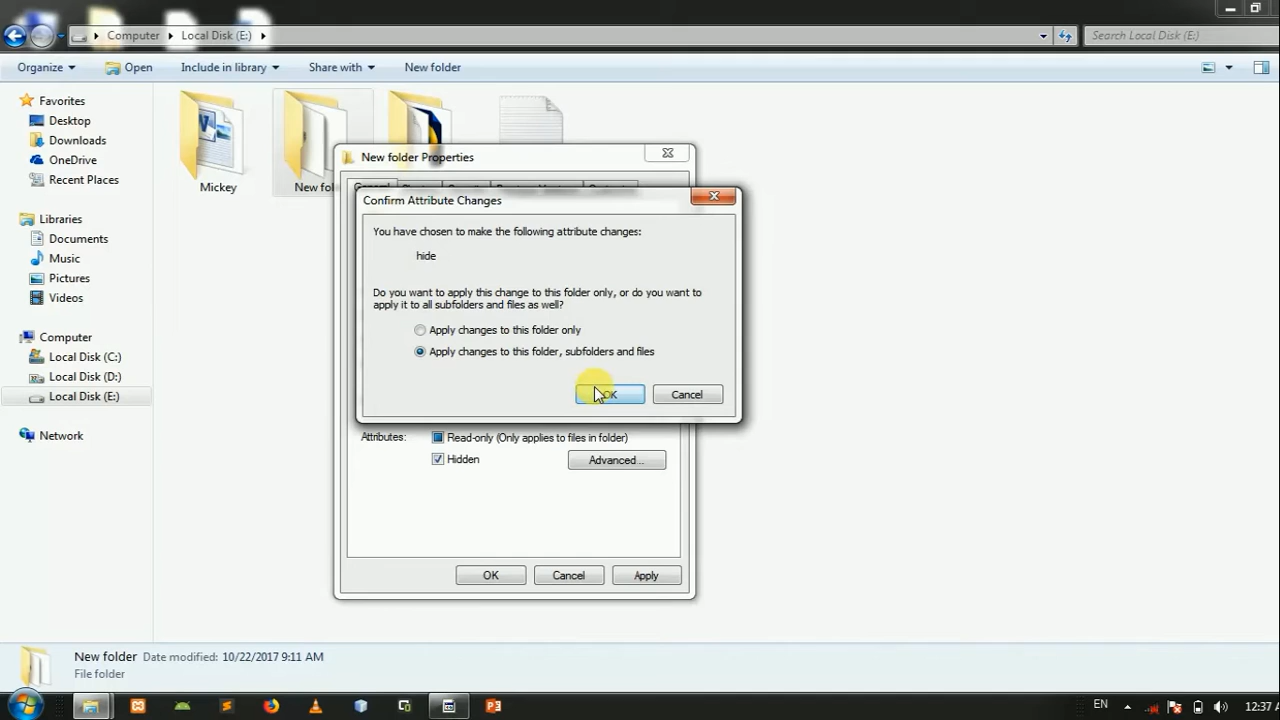 Computer
Local Disk (E:)
Search Local Disk (E:)
Organize
Open
Include in library
Share with
New folder
Favorites
Desktop
Downloads
OneDrive
Recent Places
Libraries
Documents
Music
Pictures
Videos
Computer
Local Disk (C:)
Local Disk (D:)
Local Disk (E:)
Network
Mickey
New fol
New folder Properties
Confirm Attribute Changes
You have chosen to make the following attribute changes:
hide
Do you want to apply this change to this folder only, or do you want to
apply it to all subfolders and files as well?
Apply changes to this folder only
Apply changes to this folder, subfolders and files
OK
Cancel
Attributes:
Read-only (Only applies to files in folder)
Hidden
Advanced...
OK
Cancel
Apply
New folder
Date modified: 10/22/2017 9:11 AM
File folder
EN
12:37